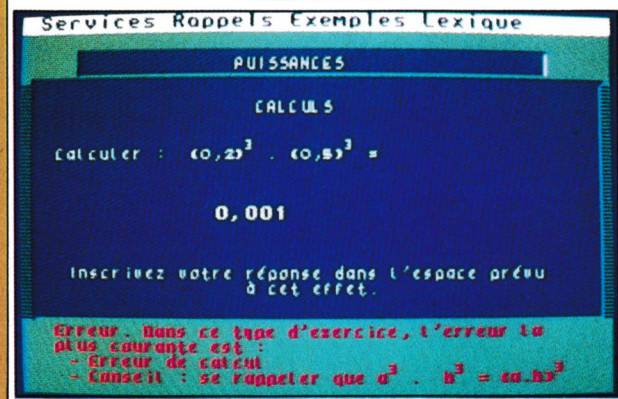 Services Rappels Exemples Lexique
PUISSANCES
CALCULS
Calculer : (0,2)³ . (0,5)³ =
0,001
Inscrivez votre réponse dans l'espace prévu
à cet effet.
Erreur. Dans ce type d'exercice, l'erreur la
plus courante est :
- Erreur de calcul
- Conseil : se rappeler que a³ . b³ = (a.b)³